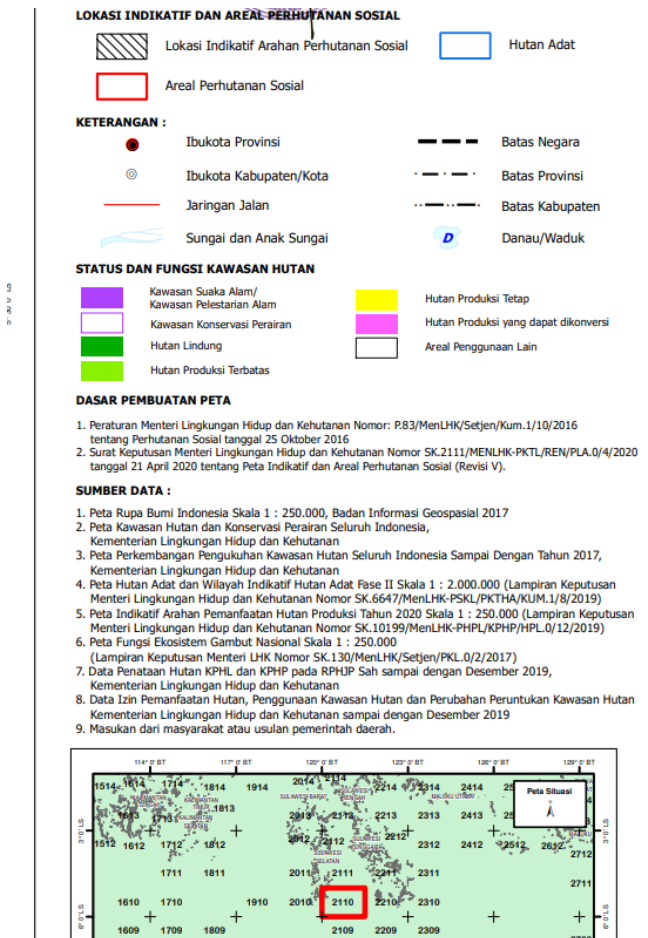 LOKASI INDIKATIF DAN AREAL PERHUTANAN SOSIAL
Lokasi Indikatif Arahan Perhutanan Sosial
Hutan Adat
Areal Perhutanan Sosial
KETERANGAN :
Ibukota Provinsi
Batas Negara
Ibukota Kabupaten/Kota
Batas Provinsi
Jaringan Jalan
Batas Kabupaten
Sungai dan Anak Sungai
D
Danau/Waduk
STATUS DAN FUNGSI KAWASAN HUTAN
Kawasan Suaka Alam/
Kawasan Pelestarian Alam
Hutan Produksi Tetap
Kawasan Konservasi Perairan
Hutan Produksi yang dapat dikonversi
Hutan Lindung
Areal Penggunaan Lain
Hutan Produksi Terbatas
DASAR PEMBUATAN PETA
1. Peraturan Menteri Lingkungan Hidup dan Kehutanan Nomor: P.83/MenLHK/Setjen/Kum.1/10/2016
tentang Perhutanan Sosial tanggal 25 Oktober 2016
2. Surat Keputusan Menteri Lingkungan Hidup dan Kehutanan Nomor SK.2111/MENLHK-PKTL/REN/PLA.0/4/2020
tanggal 21 April 2020 tentang Peta Indikatif dan Areal Perhutanan Sosial (Revisi V).
SUMBER DATA :
1. Peta Rupa Bumi Indonesia Skala 1 : 250.000, Badan Informasi Geospasial 2017
2. Peta Kawasan Hutan dan Konservasi Perairan Seluruh Indonesia,
Kementerian Lingkungan Hidup dan Kehutanan
3. Peta Perkembangan Pengukuhan Kawasan Hutan Seluruh Indonesia Sampai Dengan Tahun 2017,
Kementerian Lingkungan Hidup dan Kehutanan
4. Peta Hutan Adat dan Wilayah Indikatif Hutan Adat Fase II Skala 1 : 2.000.000 (Lampiran Keputusan
Menteri Lingkungan Hidup dan Kehutanan Nomor SK.6647/MenLHK-PSKL/PKTHA/KUM.1/8/2019)
5. Peta Indikatif Arahan Pemanfaatan Hutan Produksi Tahun 2020 Skala 1 : 250.000 (Lampiran Keputusan
Menteri Lingkungan Hidup dan Kehutanan Nomor SK.10199/MenLHK-PHPL/KPHP/HPL.0/12/2019)
6. Peta Fungsi Ekosistem Gambut Nasional Skala 1 : 250.000
(Lampiran Keputusan Menteri LHK Nomor SK.130/MenLHK/Setjen/PKL.0/2/2017)
7. Data Penataan Hutan KPHL dan KPHP pada RPHJP Sah sampai dengan Desember 2019,
Kementerian Lingkungan Hidup dan Kehutanan
8. Data Izin Pemanfaatan Hutan, Penggunaan Kawasan Hutan dan Perubahan Peruntukan Kawasan Hutan
Kementerian Lingkungan Hidup dan Kehutanan sampai dengan Desember 2019
9. Masukan dari masyarakat atau usulan pemerintah daerah.
114° 0' BT 117° 0' BT 120° 0' BT 123° 0' BT 126° 0' BT 129° 0' BT
Peta Situasi
1514 1614 1714 1814 1914 2014 2114 2214 2314 2414
SULAWESI BARAT SULAWESI TENGAH MALUKU UTARA
KALIMANTAN TENGAH KALIMANTAN TIMUR
1613 1713 1813 2013 2113 2213 2313 2413
KALIMANTAN SELATAN
3° 0' LS
1512 1612 1712 1812 2012 2112 2212 2312 2412 2512 2612 2712
SULAWESI SELATAN SULAWESI TENGGARA
1711 1811 2011 2111 2211 2311 2711
1610 1710 1910 2010 2110 2210 2310
6° 0' LS
1609 1709 1809 2109 2209 2309